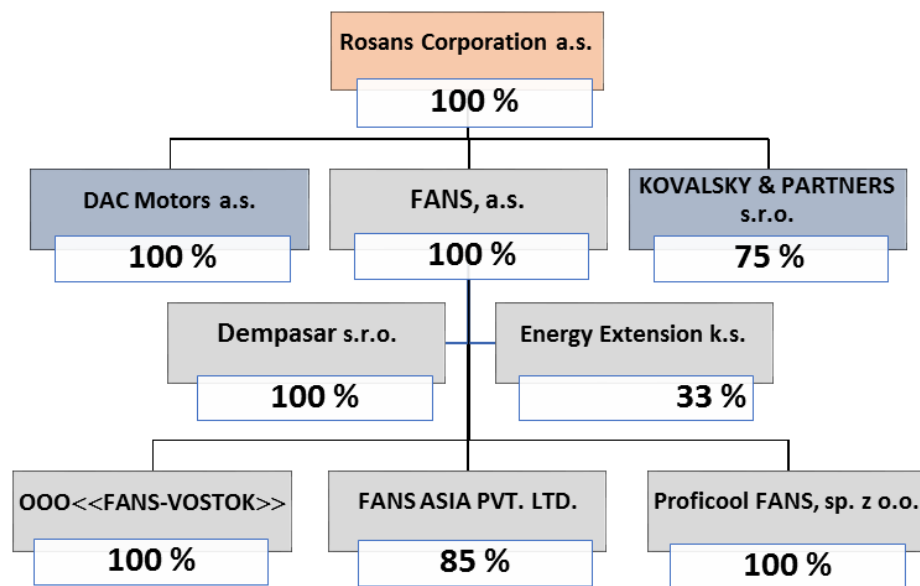 Rosans Corporation a.s.
100 %
DAC Motors a.s.
100 %
FANS, a.s.
100 %
KOVALSKY & PARTNERS
s.r.o.
75 %
Dempasar s.r.o.
100 %
Energy Extension k.s.
33 %
OOO<<FANS-VOSTOK>>
100 %
FANS ASIA PVT. LTD.
85 %
Proficool FANS, sp. z o.o.
100 %